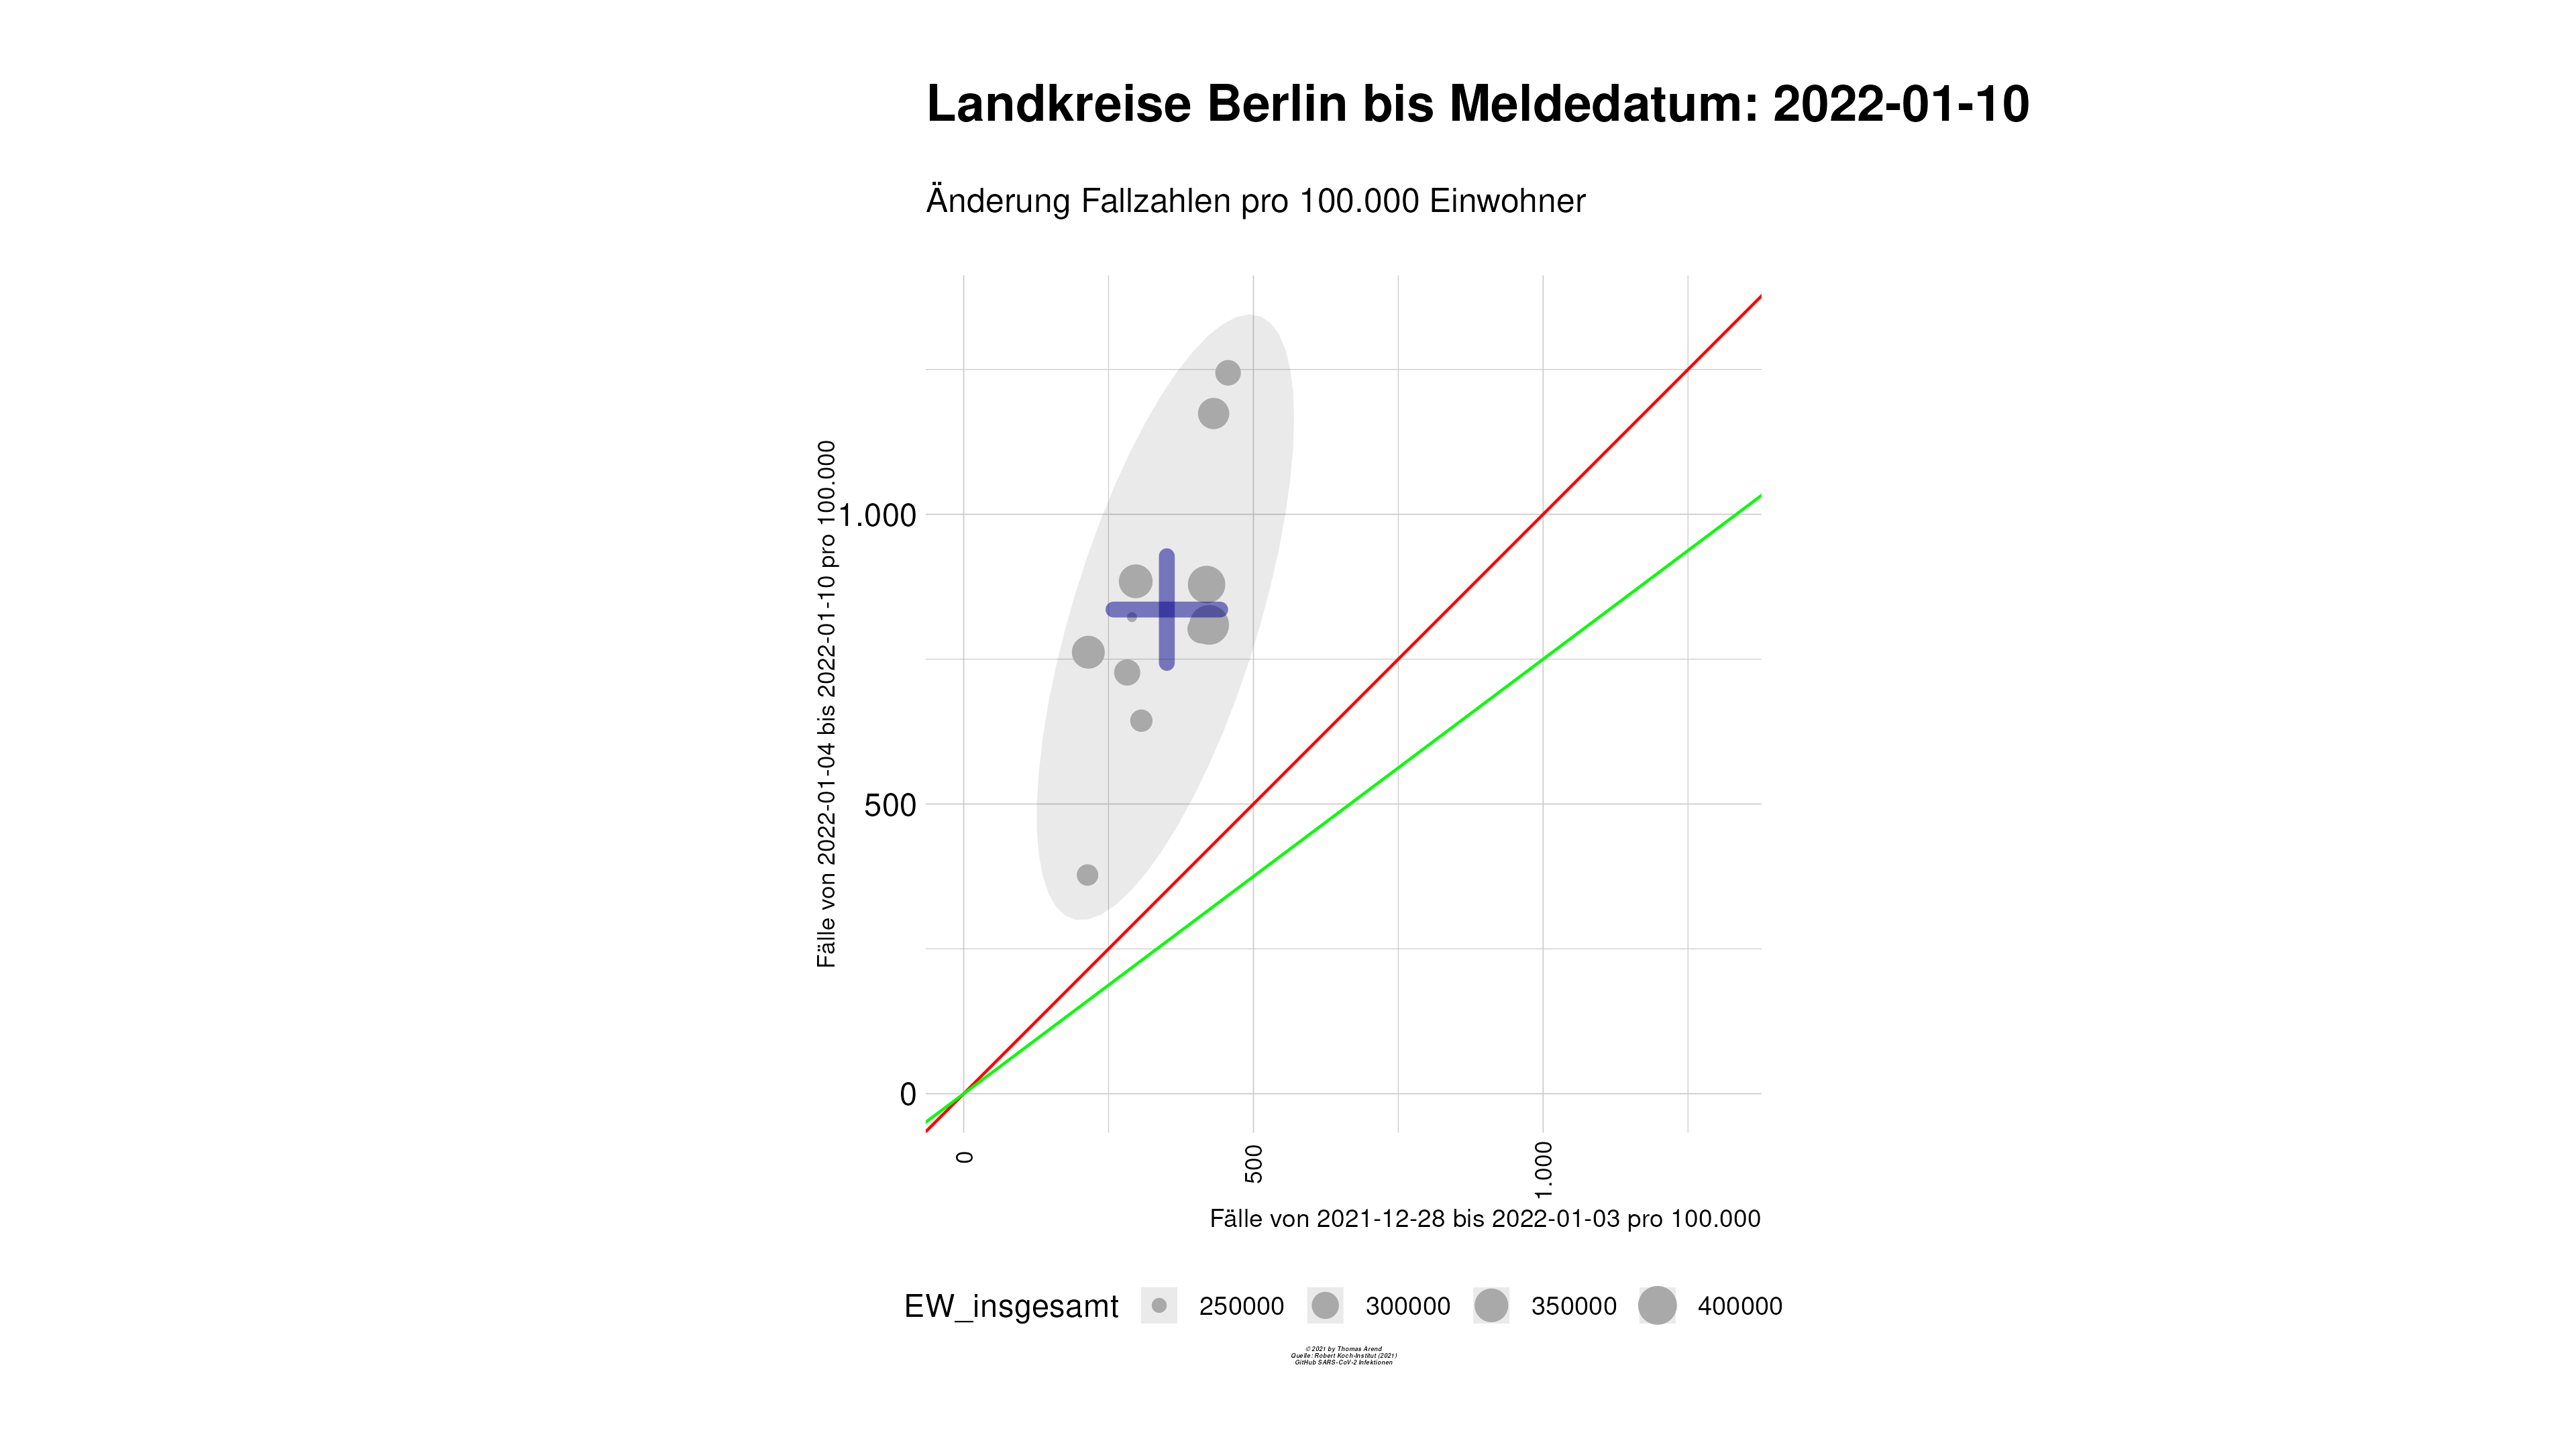 Landkreise Berlin bis Meldedatum: 2022-01-10
Änderung Fallzahlen pro 100.000 Einwohner
Fälle von 2022-01-04 bis 2022-01-10 pro 100.000
1.000
500
0
0
500
1.000
Fälle von 2021-12-28 bis 2022-01-03 pro 100.000
EW_insgesamt 250000 300000 350000 400000
© 2021 by Thomas Arend
Quelle: Robert Koch-Institut (2021)
GitHub SARS-CoV-2 Infektionen